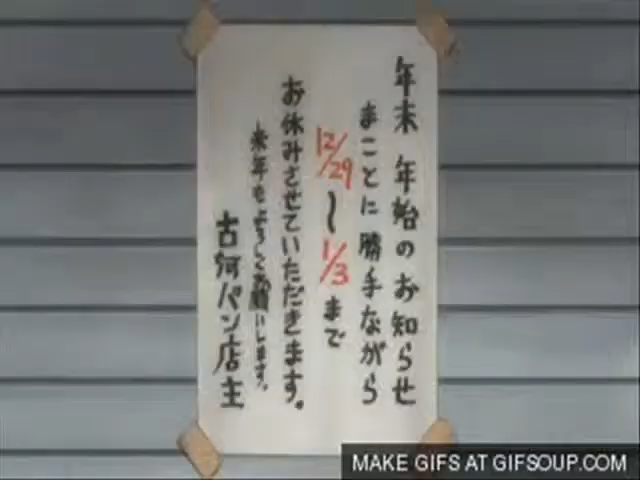 年末年始のお知らせ
まことに勝手ながら
12/29〜1/3まで
お休みさせていただきます。
来年もよろしくお願いします。
古河パン店主
MAKE GIFS AT GIFSOUP.COM